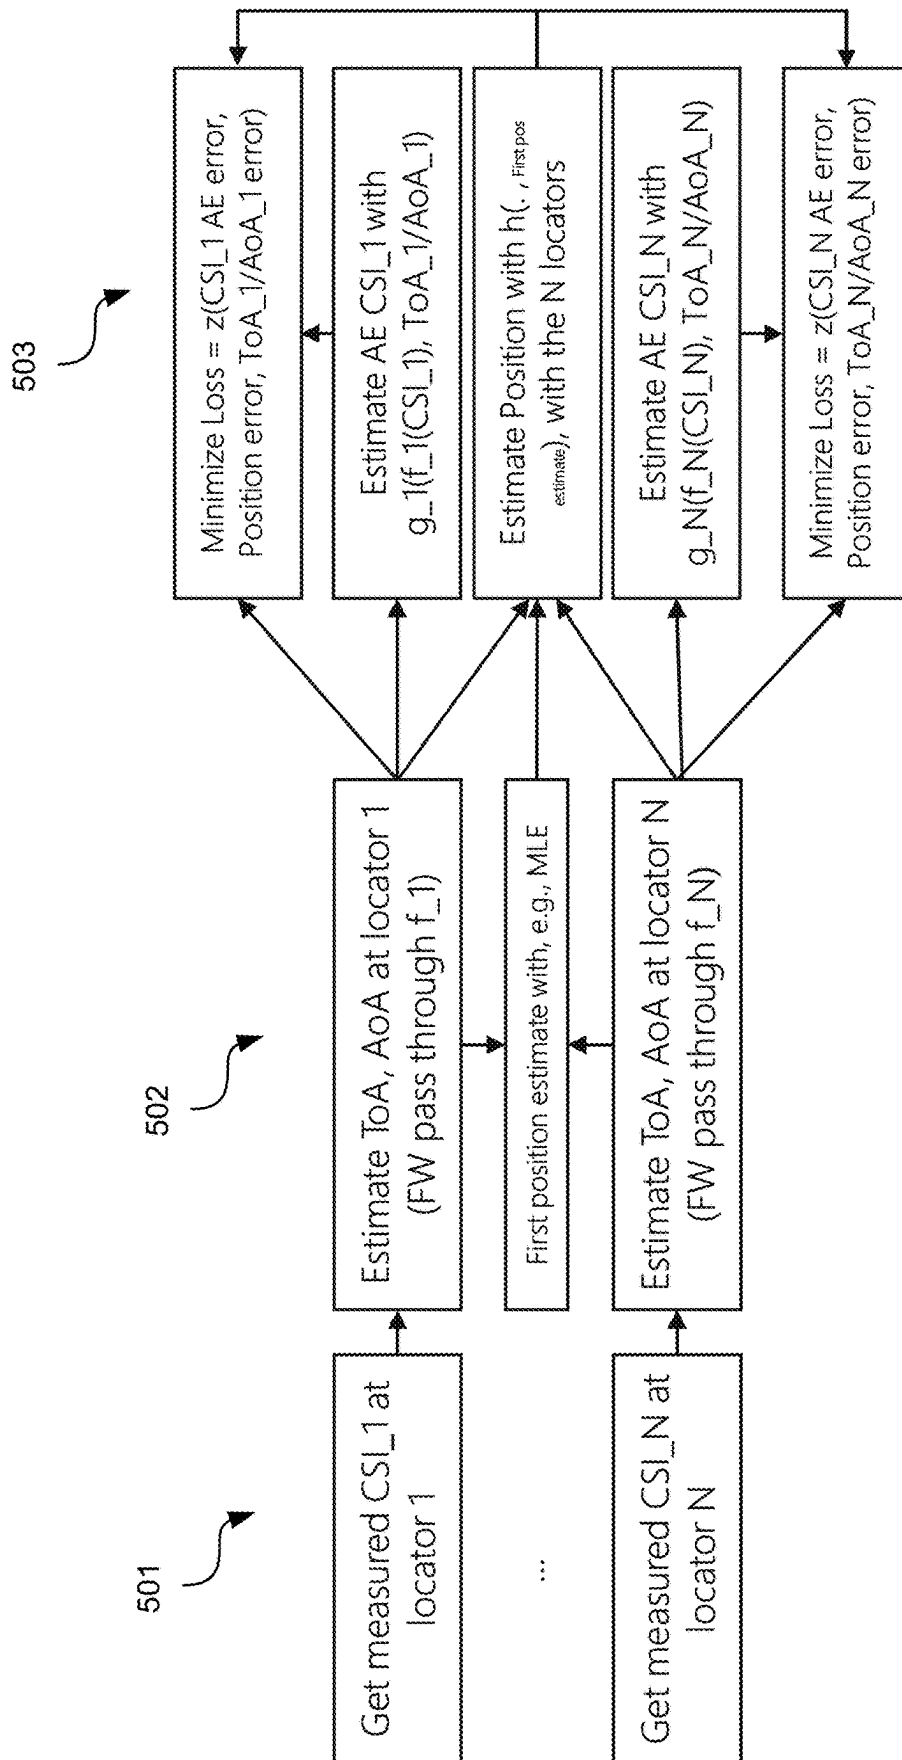 501
Get measured CSI_1 at
locator 1
...
Get measured CSI_N at
locator N
502
Estimate ToA, AoA at locator 1
(FW pass through f_1)
First position estimate with, e.g., MLE
Estimate ToA, AoA at locator N
(FW pass through f_N)
503
Minimize Loss = z(CSI_1 AE error,
Position error, ToA_1/AoA_1 error)
Estimate AE CSI_1 with
g_1(f_1(CSI_1), ToA_1/AoA_1)
Estimate Position with h(. , First pos
estimate), with the N locators
Estimate AE CSI_N with
g_N(f_N(CSI_N), ToA_N/AoA_N)
Minimize Loss = z(CSI_N AE error,
Position error, ToA_N/AoA_N error)